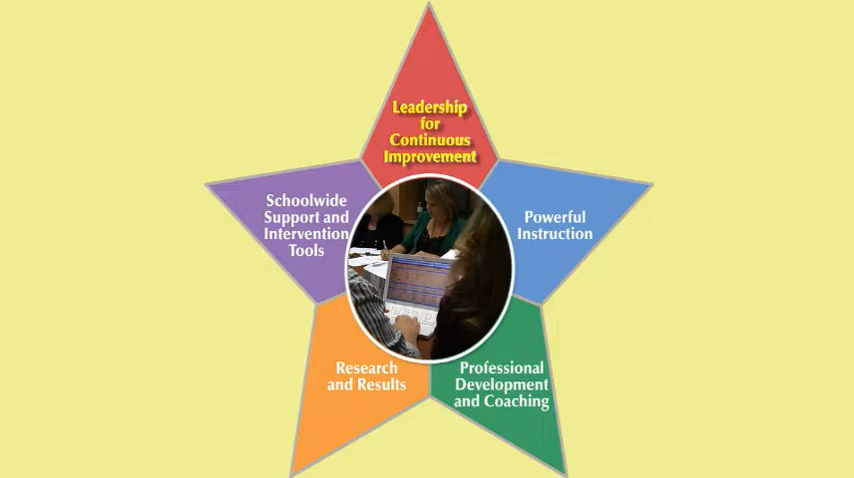 Leadership
for
Continuous
Improvement
Schoolwide
Support and
Intervention
Tools
Powerful
Instruction
Research
and Results
Professional
Development
and Coaching